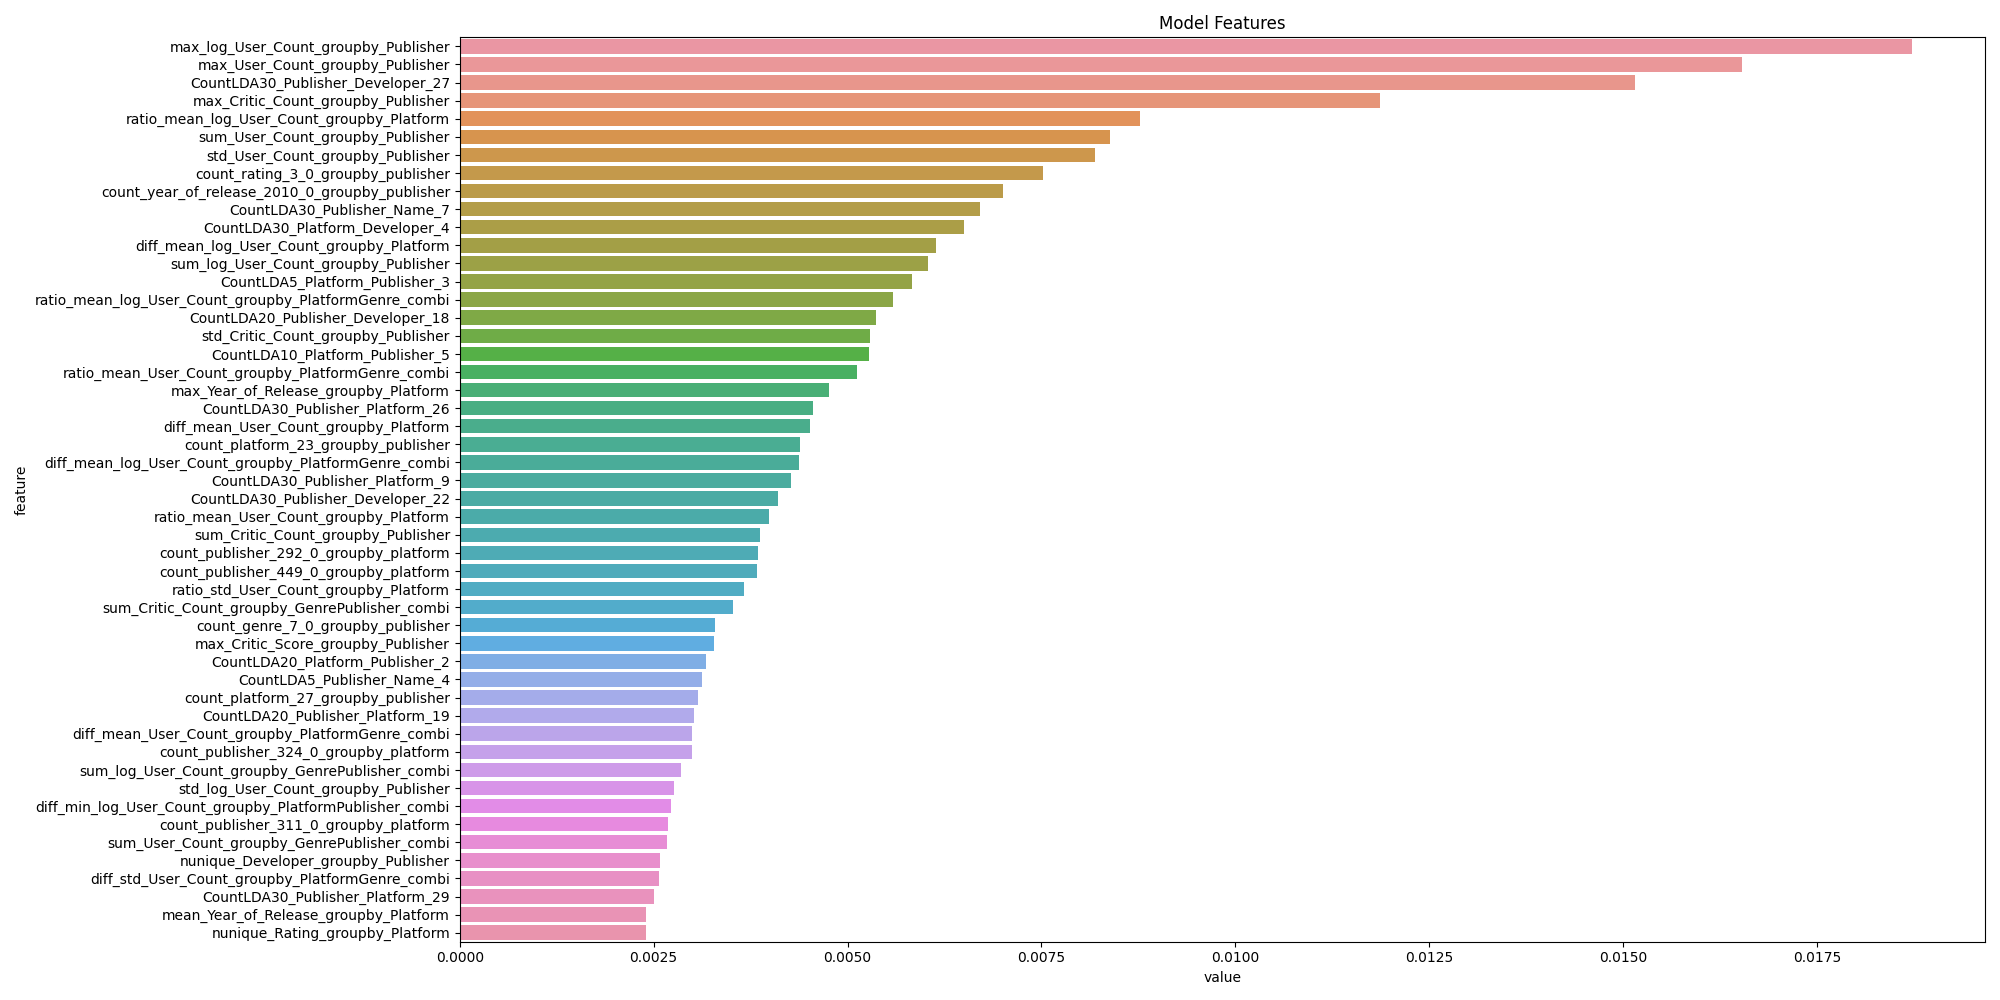 Model Features
feature
max_log_User_Count_groupby_Publisher
max_User_Count_groupby_Publisher
CountLDA30_Publisher_Developer_27
max_Critic_Count_groupby_Publisher
ratio_mean_log_User_Count_groupby_Platform
sum_User_Count_groupby_Publisher
std_User_Count_groupby_Publisher
count_rating_3_0_groupby_publisher
count_year_of_release_2010_0_groupby_publisher
CountLDA30_Publisher_Name_7
CountLDA30_Platform_Developer_4
diff_mean_log_User_Count_groupby_Platform
sum_log_User_Count_groupby_Publisher
CountLDA5_Platform_Publisher_3
ratio_mean_log_User_Count_groupby_PlatformGenre_combi
CountLDA20_Publisher_Developer_18
std_Critic_Count_groupby_Publisher
CountLDA10_Platform_Publisher_5
ratio_mean_User_Count_groupby_PlatformGenre_combi
max_Year_of_Release_groupby_Platform
CountLDA30_Publisher_Platform_26
diff_mean_User_Count_groupby_Platform
count_platform_23_groupby_publisher
diff_mean_log_User_Count_groupby_PlatformGenre_combi
CountLDA30_Publisher_Platform_9
CountLDA30_Publisher_Developer_22
ratio_mean_User_Count_groupby_Platform
sum_Critic_Count_groupby_Publisher
count_publisher_292_0_groupby_platform
count_publisher_449_0_groupby_platform
ratio_std_User_Count_groupby_Platform
sum_Critic_Count_groupby_GenrePublisher_combi
count_genre_7_0_groupby_publisher
max_Critic_Score_groupby_Publisher
CountLDA20_Platform_Publisher_2
CountLDA5_Publisher_Name_4
count_platform_27_groupby_publisher
CountLDA20_Publisher_Platform_19
diff_mean_User_Count_groupby_PlatformGenre_combi
count_publisher_324_0_groupby_platform
sum_log_User_Count_groupby_GenrePublisher_combi
std_log_User_Count_groupby_Publisher
diff_min_log_User_Count_groupby_PlatformPublisher_combi
count_publisher_311_0_groupby_platform
sum_User_Count_groupby_GenrePublisher_combi
nunique_Developer_groupby_Publisher
diff_std_User_Count_groupby_PlatformGenre_combi
CountLDA30_Publisher_Platform_29
mean_Year_of_Release_groupby_Platform
nunique_Rating_groupby_Platform
0.0000 0.0025 0.0050 0.0075 0.0100 0.0125 0.0150 0.0175
value